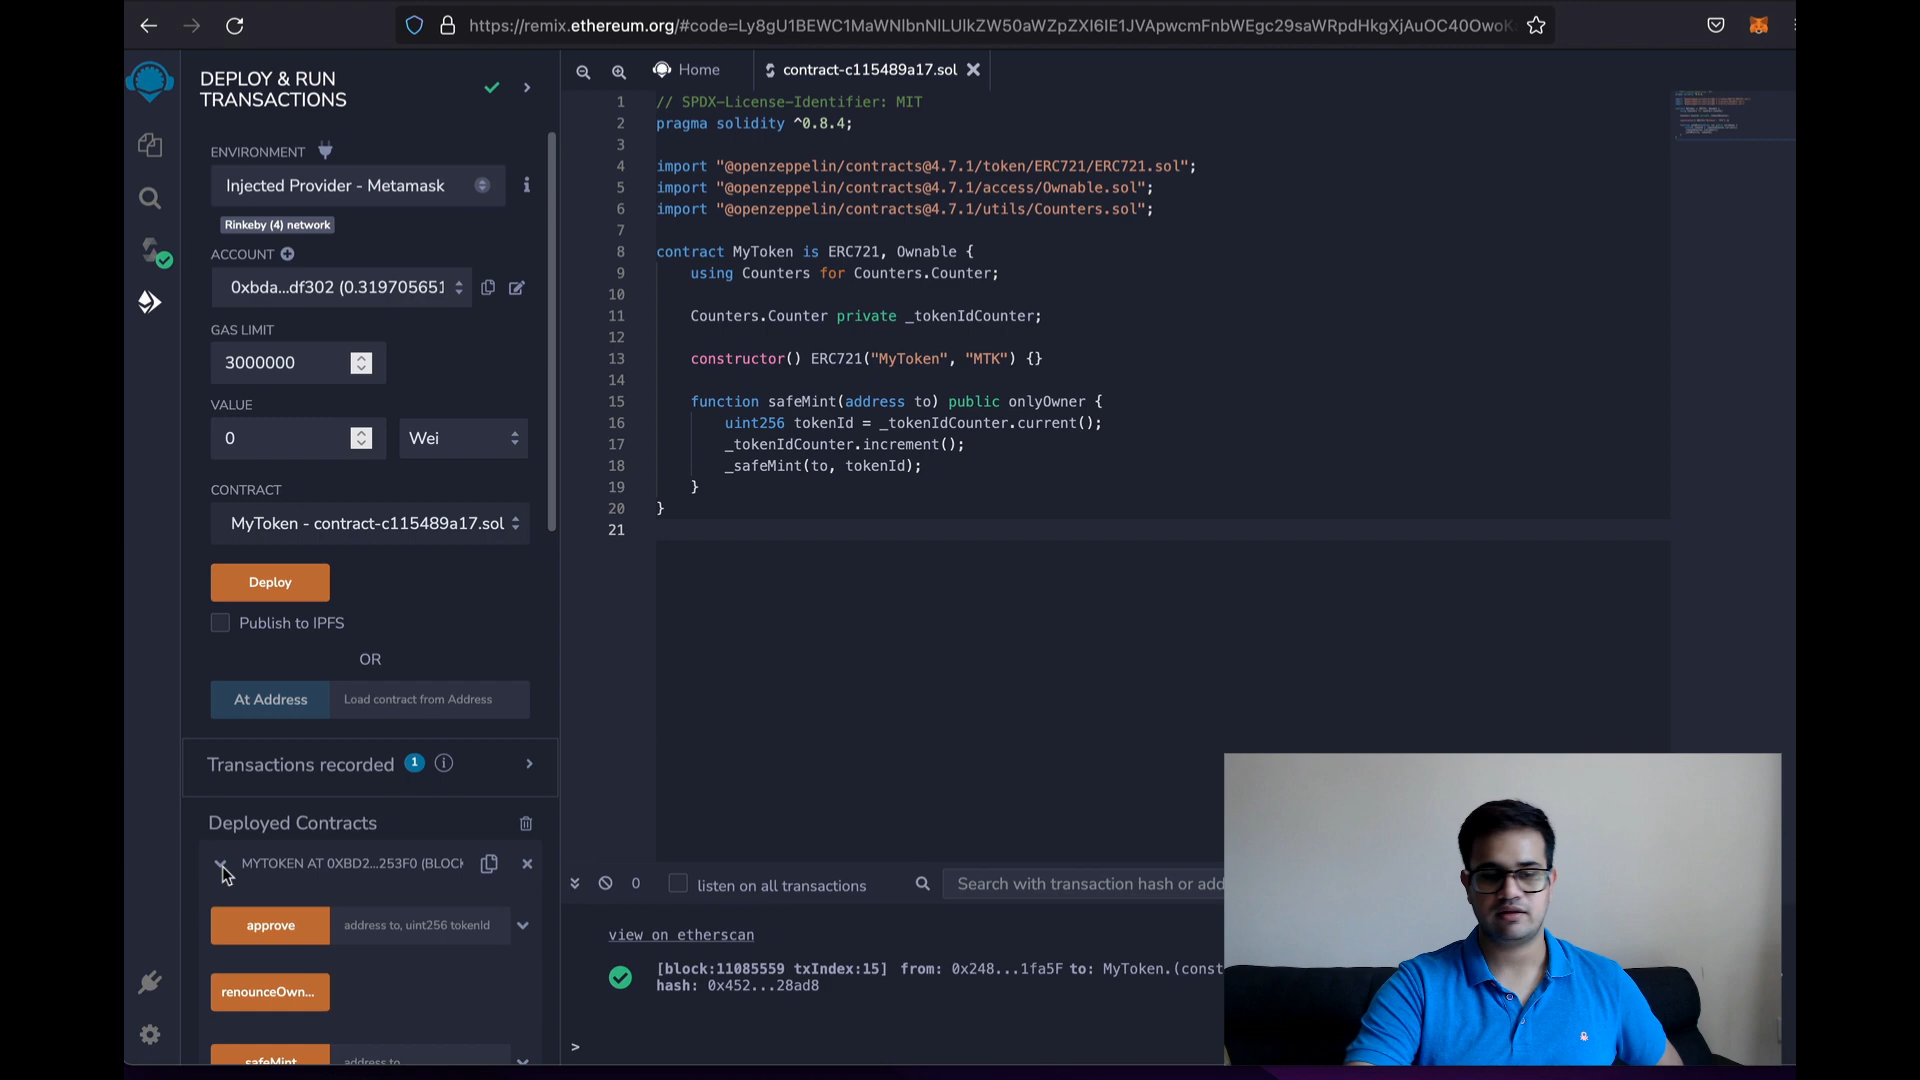 https://remix.ethereum.org/#code=Ly8gU1BEWC1MaWNlbnNlLUlkZW50aWZpZXI6IE1JVApwcmFnbWEgc29saWRpdHkgXjAuOC40Owo
DEPLOY & RUN
TRANSACTIONS
ENVIRONMENT
Injected Provider - Metamask
Rinkeby (4) network
ACCOUNT
0xbda...df302 (0.319705651
GAS LIMIT
3000000
VALUE
0
Wei
CONTRACT
MyToken - contract-c115489a17.sol
Deploy
Publish to IPFS
OR
At Address
Load contract from Address
Transactions recorded 1
Deployed Contracts
MYTOKEN AT 0XBD2...253F0 (BLOCK
approve
address to, uint256 tokenId
renounceOwn...
safeMint
address to
Home
contract-c115489a17.sol
1 // SPDX-License-Identifier: MIT
2 pragma solidity ^0.8.4;
3
4 import "@openzeppelin/contracts@4.7.1/token/ERC721/ERC721.sol";
5 import "@openzeppelin/contracts@4.7.1/access/Ownable.sol";
6 import "@openzeppelin/contracts@4.7.1/utils/Counters.sol";
7
8 contract MyToken is ERC721, Ownable {
9 using Counters for Counters.Counter;
10
11 Counters.Counter private _tokenIdCounter;
12
13 constructor() ERC721("MyToken", "MTK") {}
14
15 function safeMint(address to) public onlyOwner {
16 uint256 tokenId = _tokenIdCounter.current();
17 _tokenIdCounter.increment();
18 _safeMint(to, tokenId);
19 }
20 }
21
0
listen on all transactions
Search with transaction hash or add
view on etherscan
[block:11085559 txIndex:15] from: 0x248...1fa5F to: MyToken.(const
hash: 0x452...28ad8
>